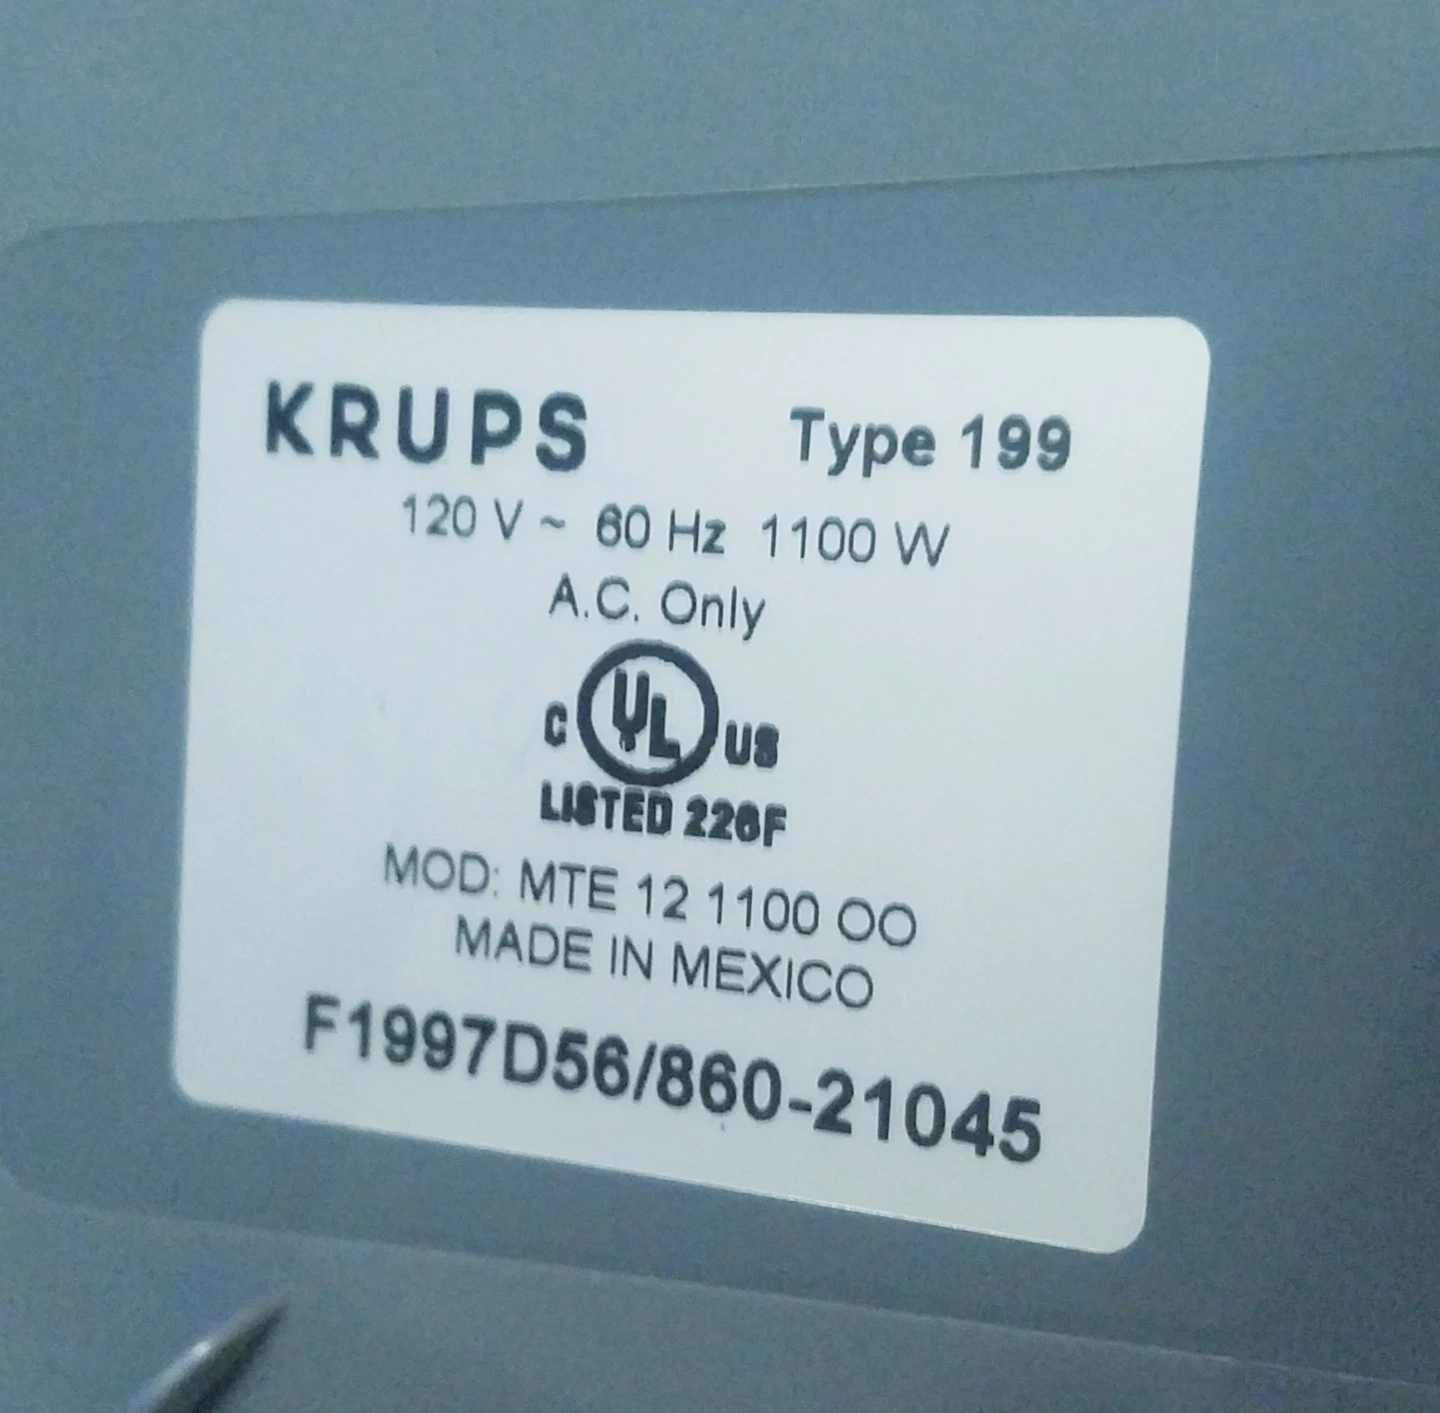 KRUPS Type 199
120 V ~ 60 Hz 1100 W
A.C. Only
C UL US
LISTED 226F
MOD: MTE 12 1100 OO
MADE IN MEXICO
F1997D56/860-21045